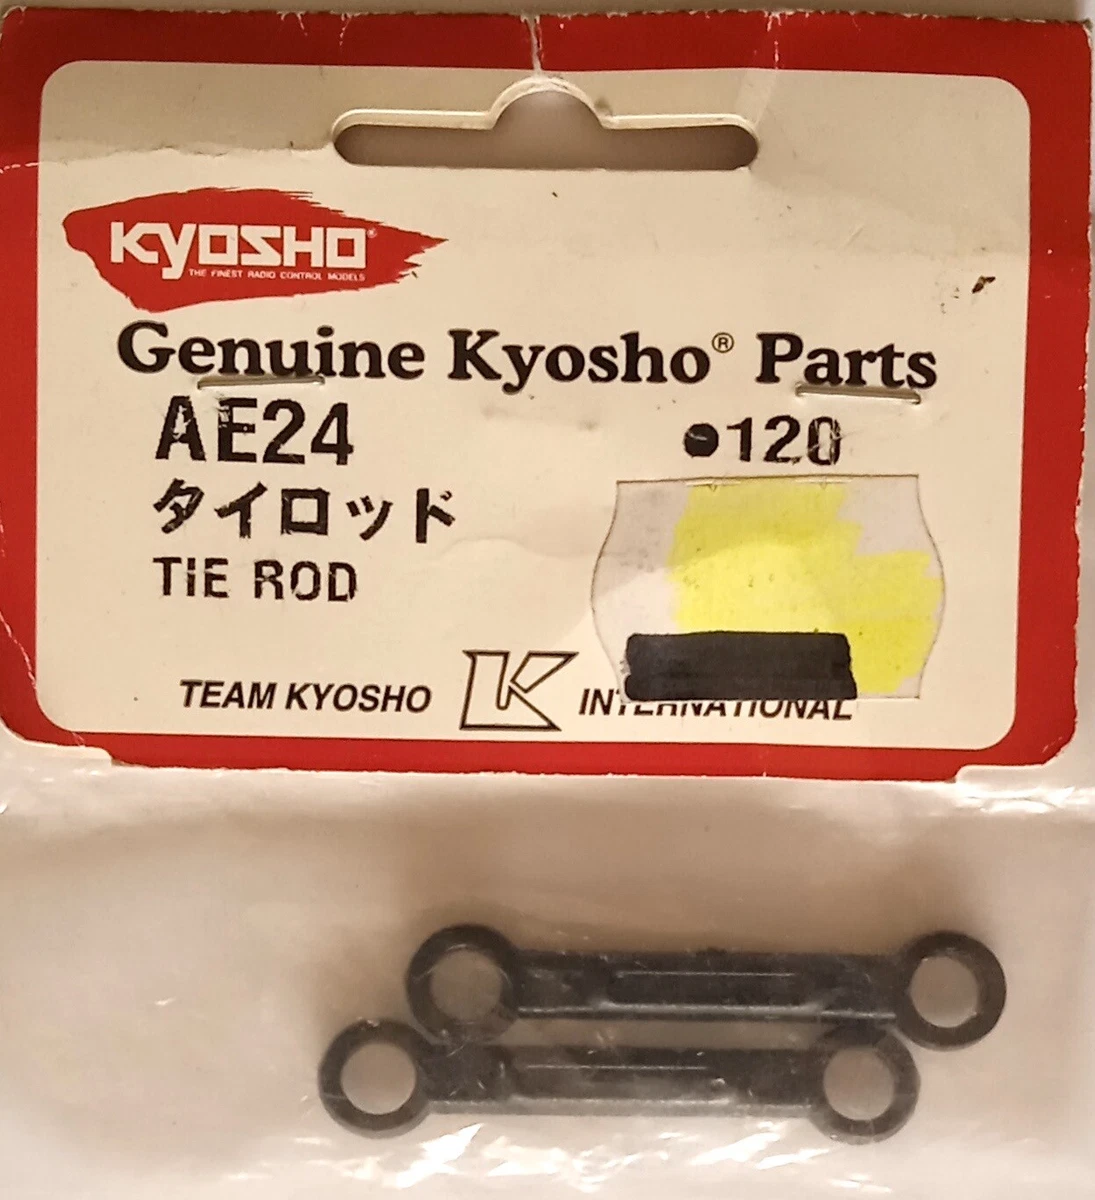 KYOSHO®
THE FINEST RADIO CONTROL MODELS
Genuine Kyosho® Parts
AE24
●120
タイロッド
TIE ROD
TEAM KYOSHO K INTERNATIONAL